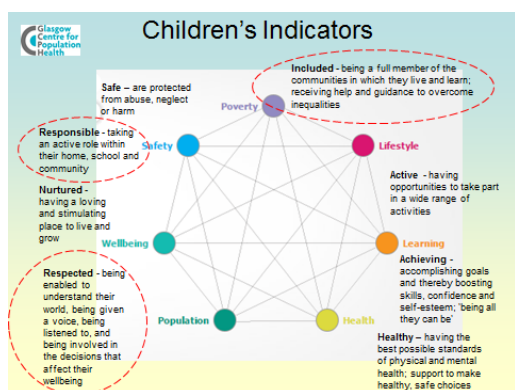 Glasgow
Centre for
Population
Health
Children's Indicators
Included - being a full member of the
communities in which they live and learn;
receiving help and guidance to overcome
inequalities
Safe – are protected
from abuse, neglect
or harm
Poverty
Responsible - taking
an active role within
their home, school and
community
Safety
Lifestyle
Nurtured -
having a loving
and stimulating
place to live and
grow
Active - having
opportunities to take part
in a wide range of
activities
Wellbeing
Learning
Achieving -
accomplishing goals
and thereby boosting
skills, confidence and
self-esteem; 'being all
they can be'
Respected - being
enabled to
understand their
world, being given
a voice, being
listened to, and
being involved in
the decisions that
affect their
wellbeing
Population
Health
Healthy – having the
best possible standards
of physical and mental
health; support to make
healthy, safe choices